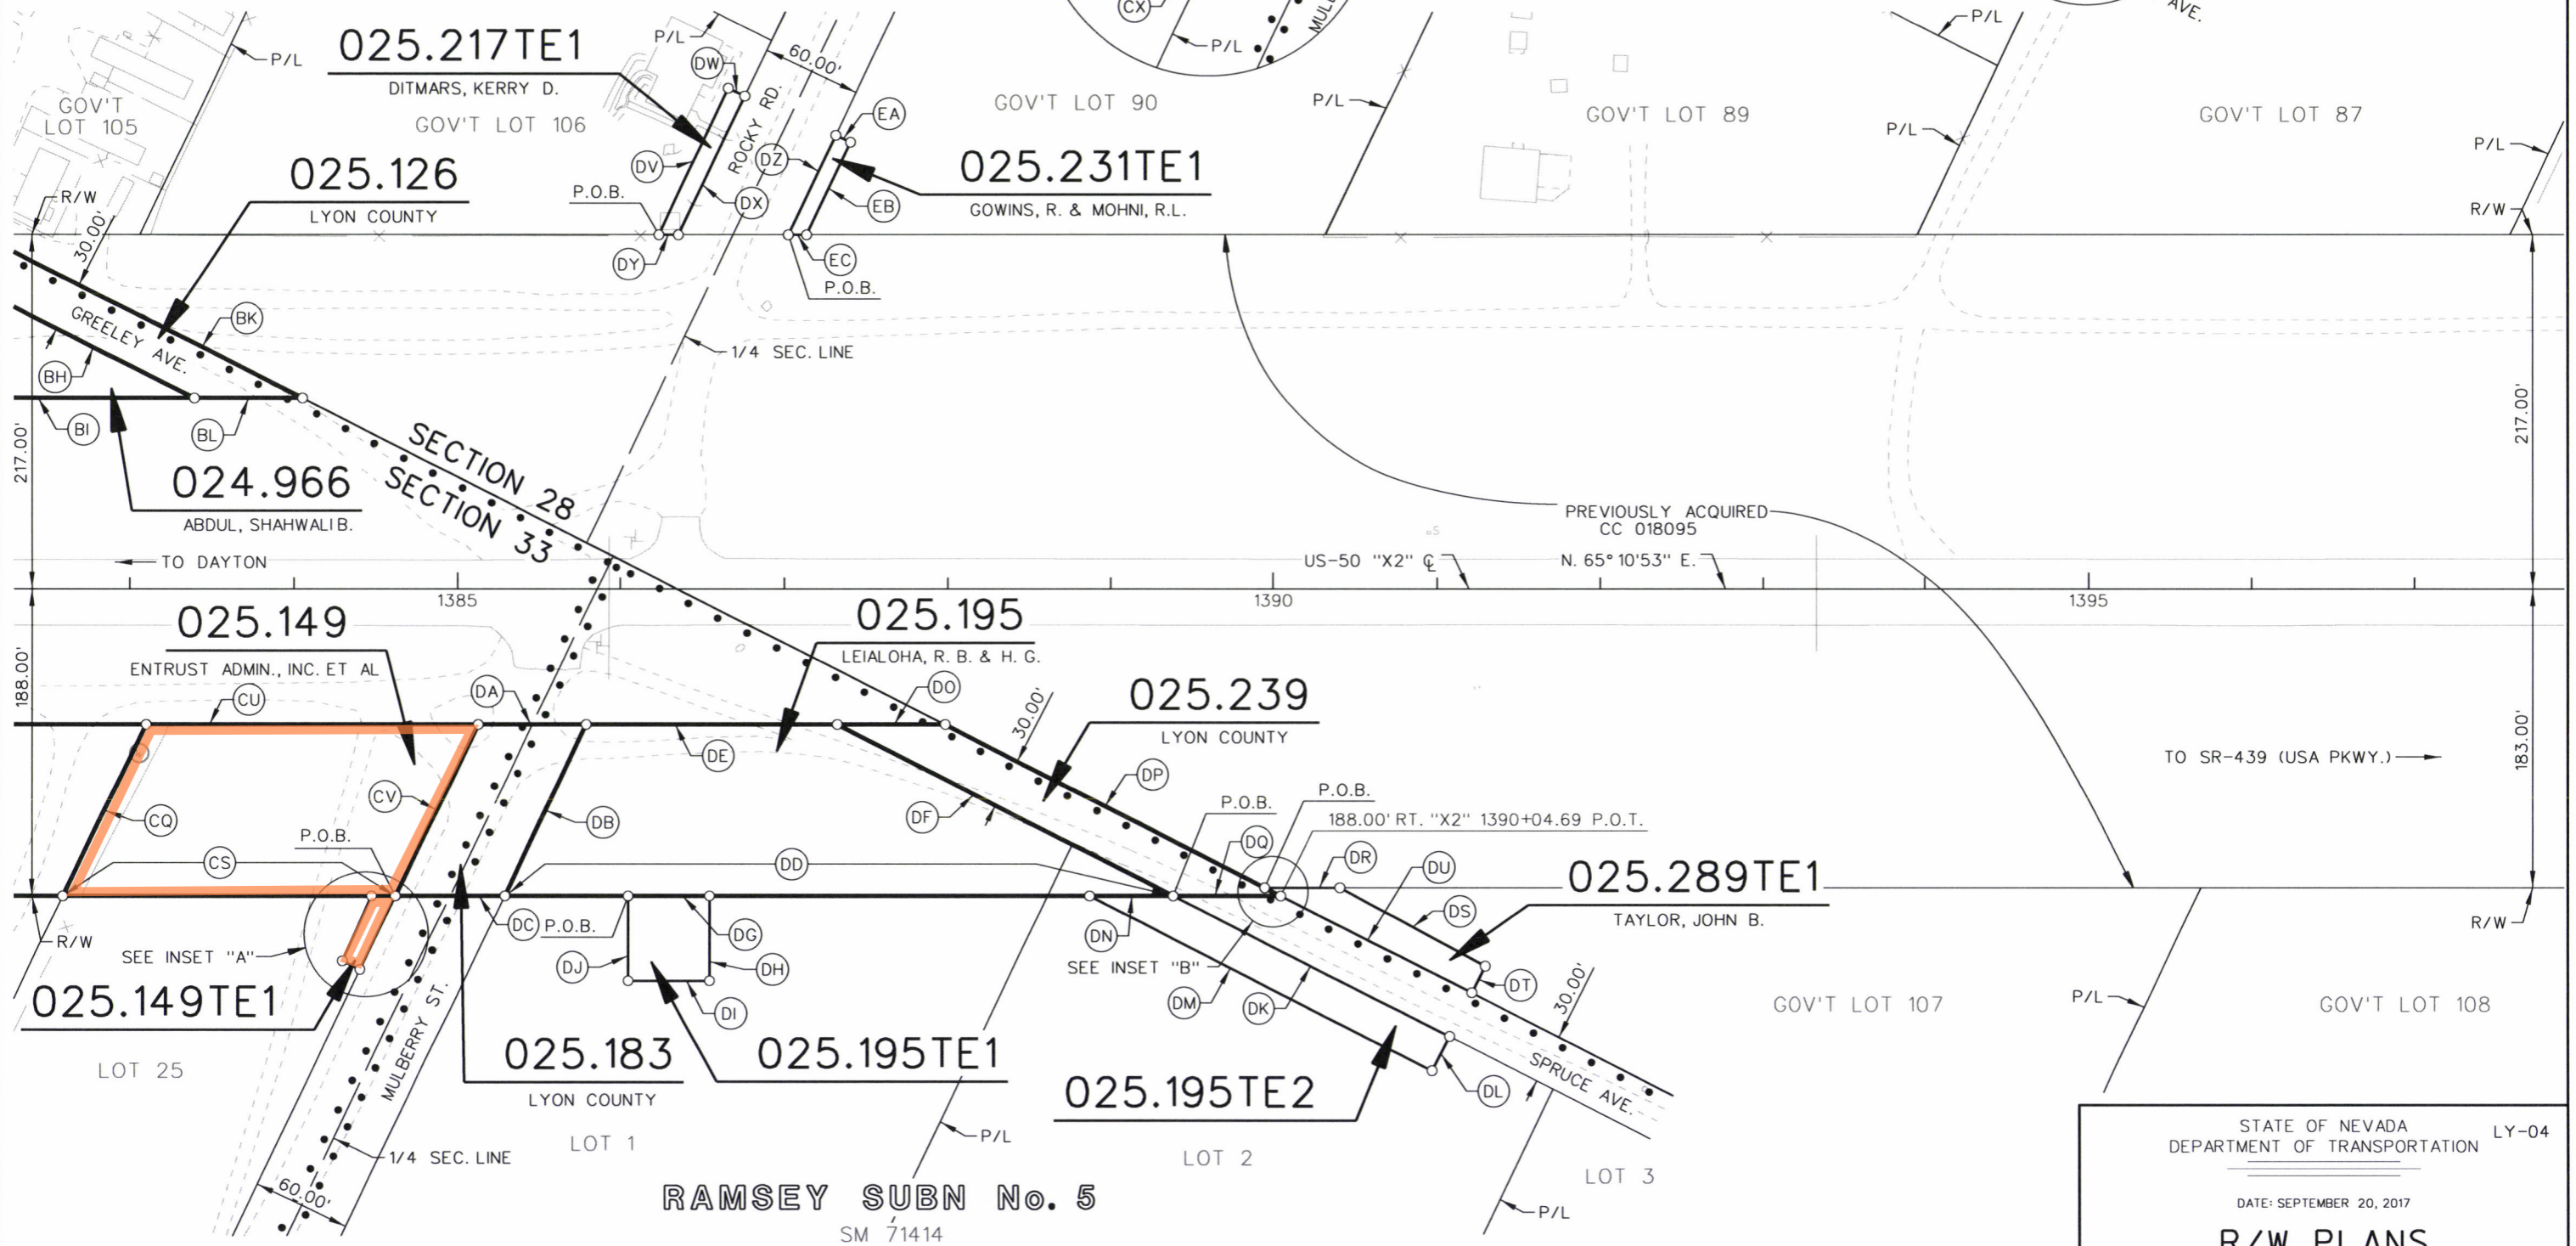 CX
P/L
MUL
AVE.
P/L
025.217TE1
DITMARS, KERRY D.
P/L
P/L
DW
60.00'
GOV'T
LOT 105
GOV'T LOT 106
ROCKY RD.
GOV'T LOT 90
P/L
GOV'T LOT 89
P/L
GOV'T LOT 87
P/L
EA
025.126
LYON COUNTY
DV
DZ
025.231TE1
GOWINS, R. & MOHNI, R.L.
P.O.B.
DX
EB
R/W
30.00'
R/W
DY
EC
P.O.B.
BK
GREELEY AVE.
1/4 SEC. LINE
BH
BI
BL
217.00'
217.00'
024.966
ABDUL, SHAHWALI B.
SECTION 28
SECTION 33
PREVIOUSLY ACQUIRED
CC 018095
TO DAYTON
US-50 "X2" ℄
N. 65° 10'53" E.
1385
1390
1395
025.149
ENTRUST ADMIN., INC. ET AL
025.195
LEIALOHA, R. B. & H. G.
188.00'
CU
DA
DO
30.00'
025.239
LYON COUNTY
183.00'
DE
TO SR-439 (USA PKWY.)
DP
CV
CQ
DB
DF
P.O.B.
P.O.B.
P.O.B.
188.00' RT. "X2" 1390+04.69 P.O.T.
CS
DD
DQ
DR
DU
025.289TE1
TAYLOR, JOHN B.
DS
R/W
R/W
SEE INSET "A"
DC
P.O.B.
DG
DN
DJ
DH
SEE INSET "B"
DT
30.00'
025.149TE1
DI
DM
DK
GOV'T LOT 107
P/L
GOV'T LOT 108
MULBERRY ST.
LOT 25
025.183
LYON COUNTY
025.195TE1
025.195TE2
DL
SPRUCE AVE.
LOT 1
P/L
LOT 2
LOT 3
1/4 SEC. LINE
60.00'
RAMSEY SUBN No. 5
SM 71414
P/L
STATE OF NEVADA
DEPARTMENT OF TRANSPORTATION
LY-04
DATE: SEPTEMBER 20, 2017
R/W PLANS